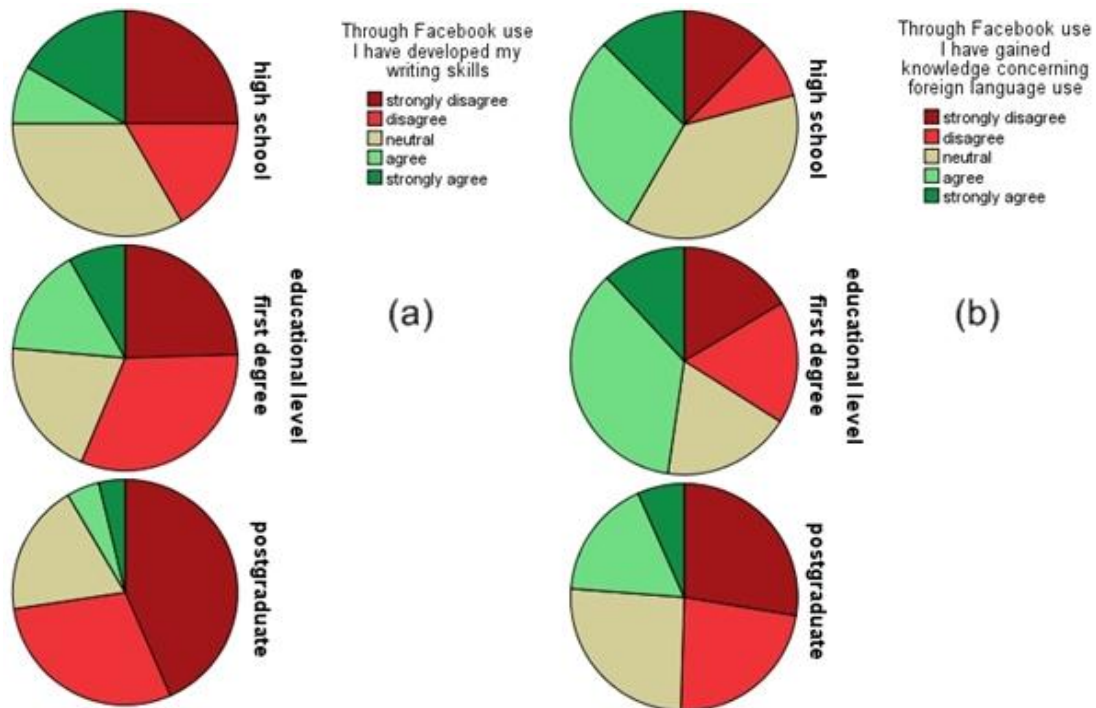 Through Facebook use
I have developed my
writing skills
strongly disagree
disagree
neutral
agree
strongly agree
high school
educational level
first degree
postgraduate
(a)
Through Facebook use
I have gained
knowledge concerning
foreign language use
strongly disagree
disagree
neutral
agree
strongly agree
high school
educational level
first degree
postgraduate
(b)